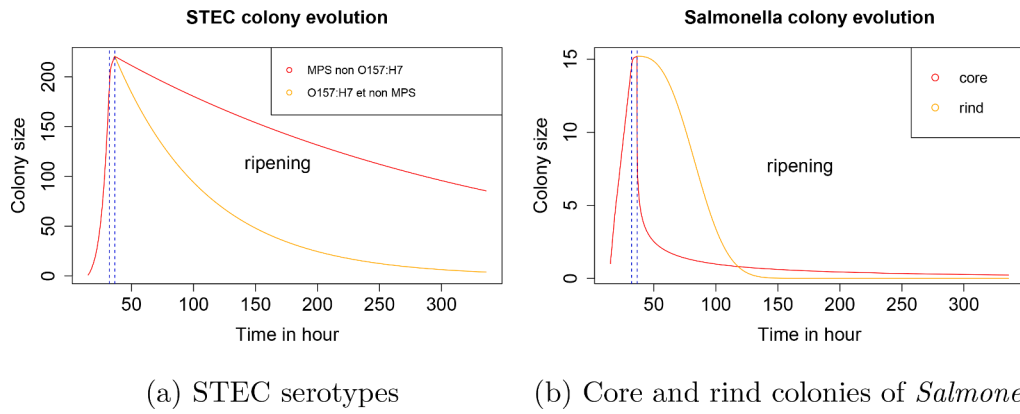 STEC colony evolution
Colony size
0
50
100
150
200
MPS non O157:H7
O157:H7 et non MPS
ripening
50
100
150
200
250
300
Time in hour
(a) STEC serotypes
Salmonella colony evolution
Colony size
0
5
10
15
core
rind
ripening
50
100
150
200
250
300
Time in hour
(b) Core and rind colonies of Salmone